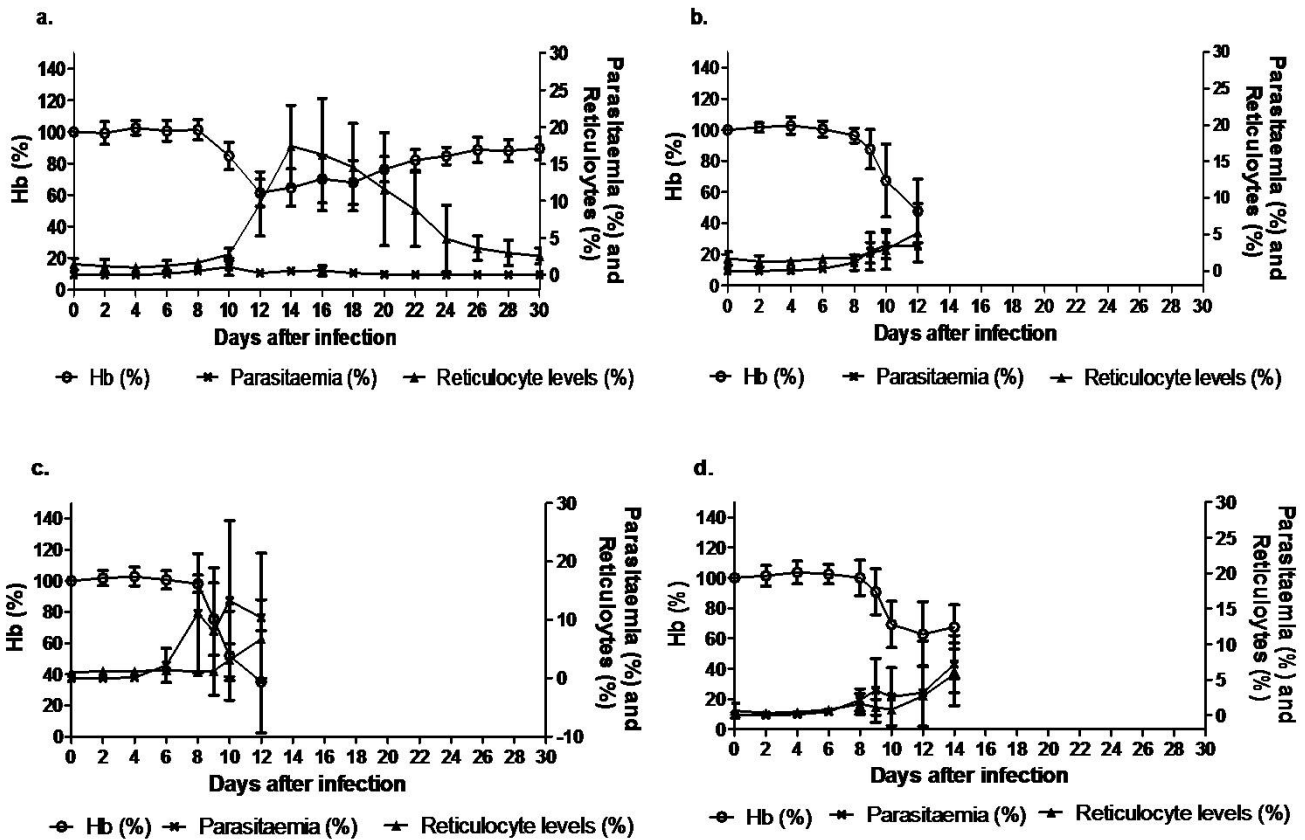 a.
Hb (%)
140
120
100
80
60
40
20
0
30
25
20
15
10
5
0
Parasitaemia (%) and
Reticuloytes (%)
0 2 4 6 8 10 12 14 16 18 20 22 24 26 28 30
Days after infection
Hb (%) Parasitaemia (%) Reticulocyte levels (%)
b.
Hb (%)
140
120
100
80
60
40
20
0
30
20
10
0
Parasitaemia (%) and
Reticuloytes (%)
0 2 4 6 8 10 12 14 16 18 20 22 24 26 28 30
Days after infection
Hb (%) Parasitaemia (%) Reticulocyte levels (%)
c.
Hb (%)
140
120
100
80
60
40
20
0
30
20
10
0
-10
Parasitaemia (%) and
Reticuloytes (%)
0 2 4 6 8 10 12 14 16 18 20 22 24 26 28 30
Days after infection
Hb (%) Parasitaemia (%) Reticulocyte levels (%)
d.
Hb (%)
140
120
100
80
60
40
20
0
30
25
20
15
10
5
0
Parasitaemia (%) and
Reticuloytes (%)
0 2 4 6 8 10 12 14 16 18 20 22 24 26 28 30
Days after infection
Hb (%) Parasitaemia (%) Reticulocyte levels (%)